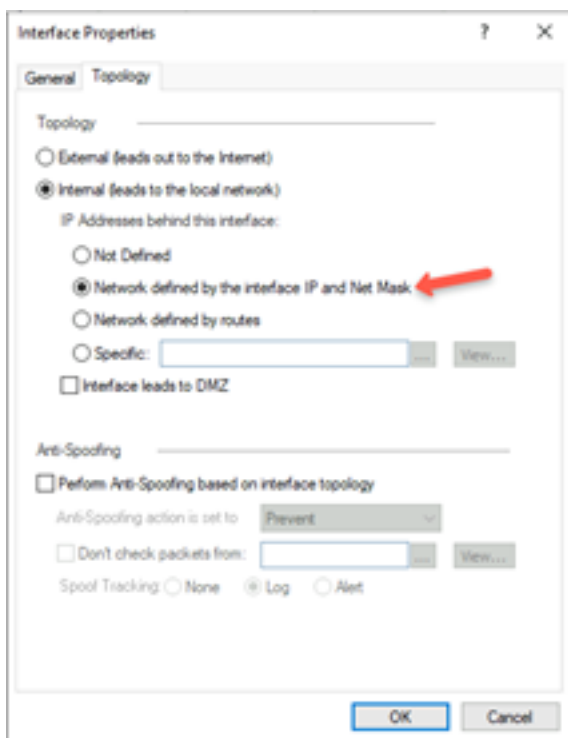 Interface Properties
General Topology
Topology
External (leads out to the Internet)
Internal (leads to the local network)
IP Addresses behind this interface:
Not Defined
Network defined by the interface IP and Net Mask
Network defined by routes
Specific: ... View...
Interface leads to DMZ
Anti-Spoofing
Perform Anti-Spoofing based on interface topology
Anti-Spoofing action is set to Prevent
Don't check packets from: ... View...
Spoof Tracking: None Log Alert
OK Cancel